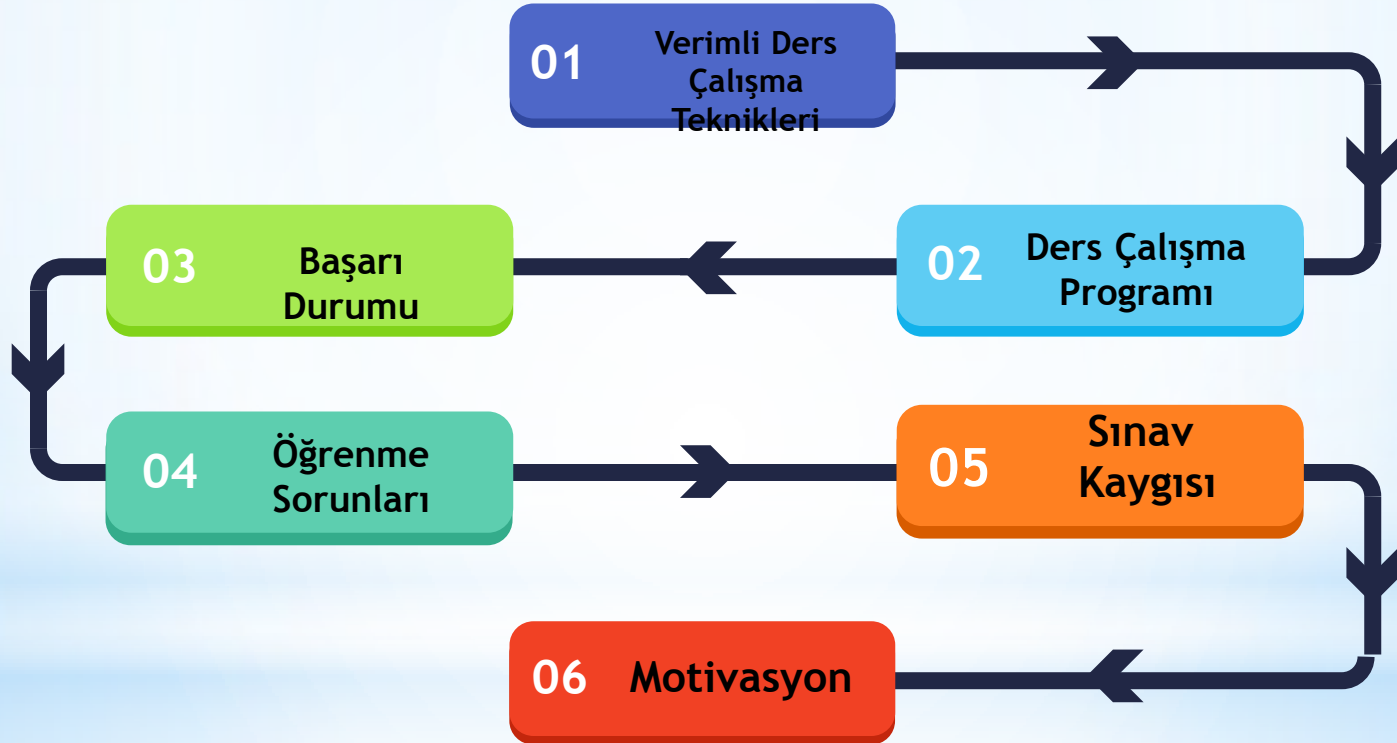 01
Verimli Ders
Çalışma
Teknikleri
02
Ders Çalışma
Programı
03
Başarı
Durumu
04
Öğrenme
Sorunları
05
Sınav
Kaygısı
06
Motivasyon